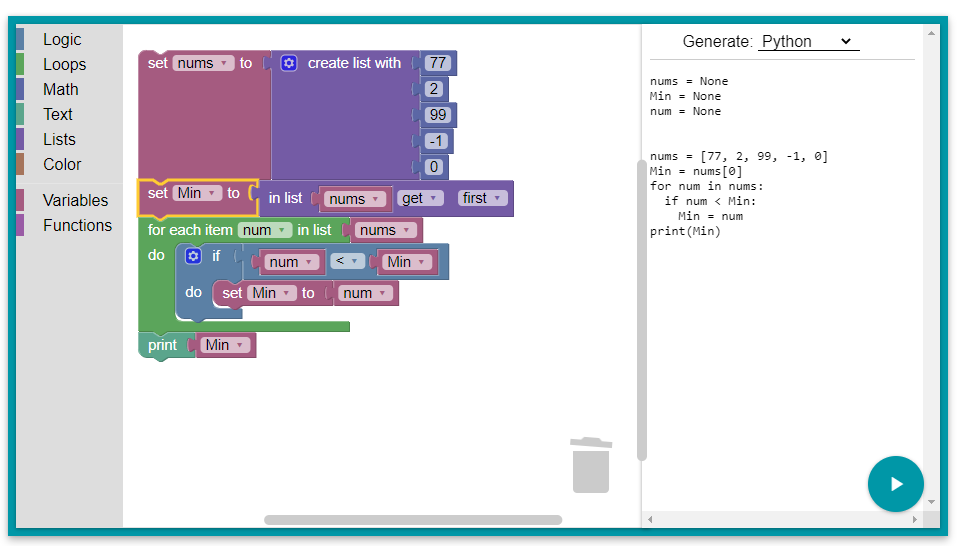 Logic
Loops
Math
Text
Lists
Color
Variables
Functions
set nums to create list with 77
2
99
-1
0
set Min to in list nums get first
for each item num in list nums
do if num < Min
do set Min to num
print Min
Generate: Python
nums = None
Min = None
num = None
nums = [77, 2, 99, -1, 0]
Min = nums[0]
for num in nums:
  if num < Min:
    Min = num
print(Min)